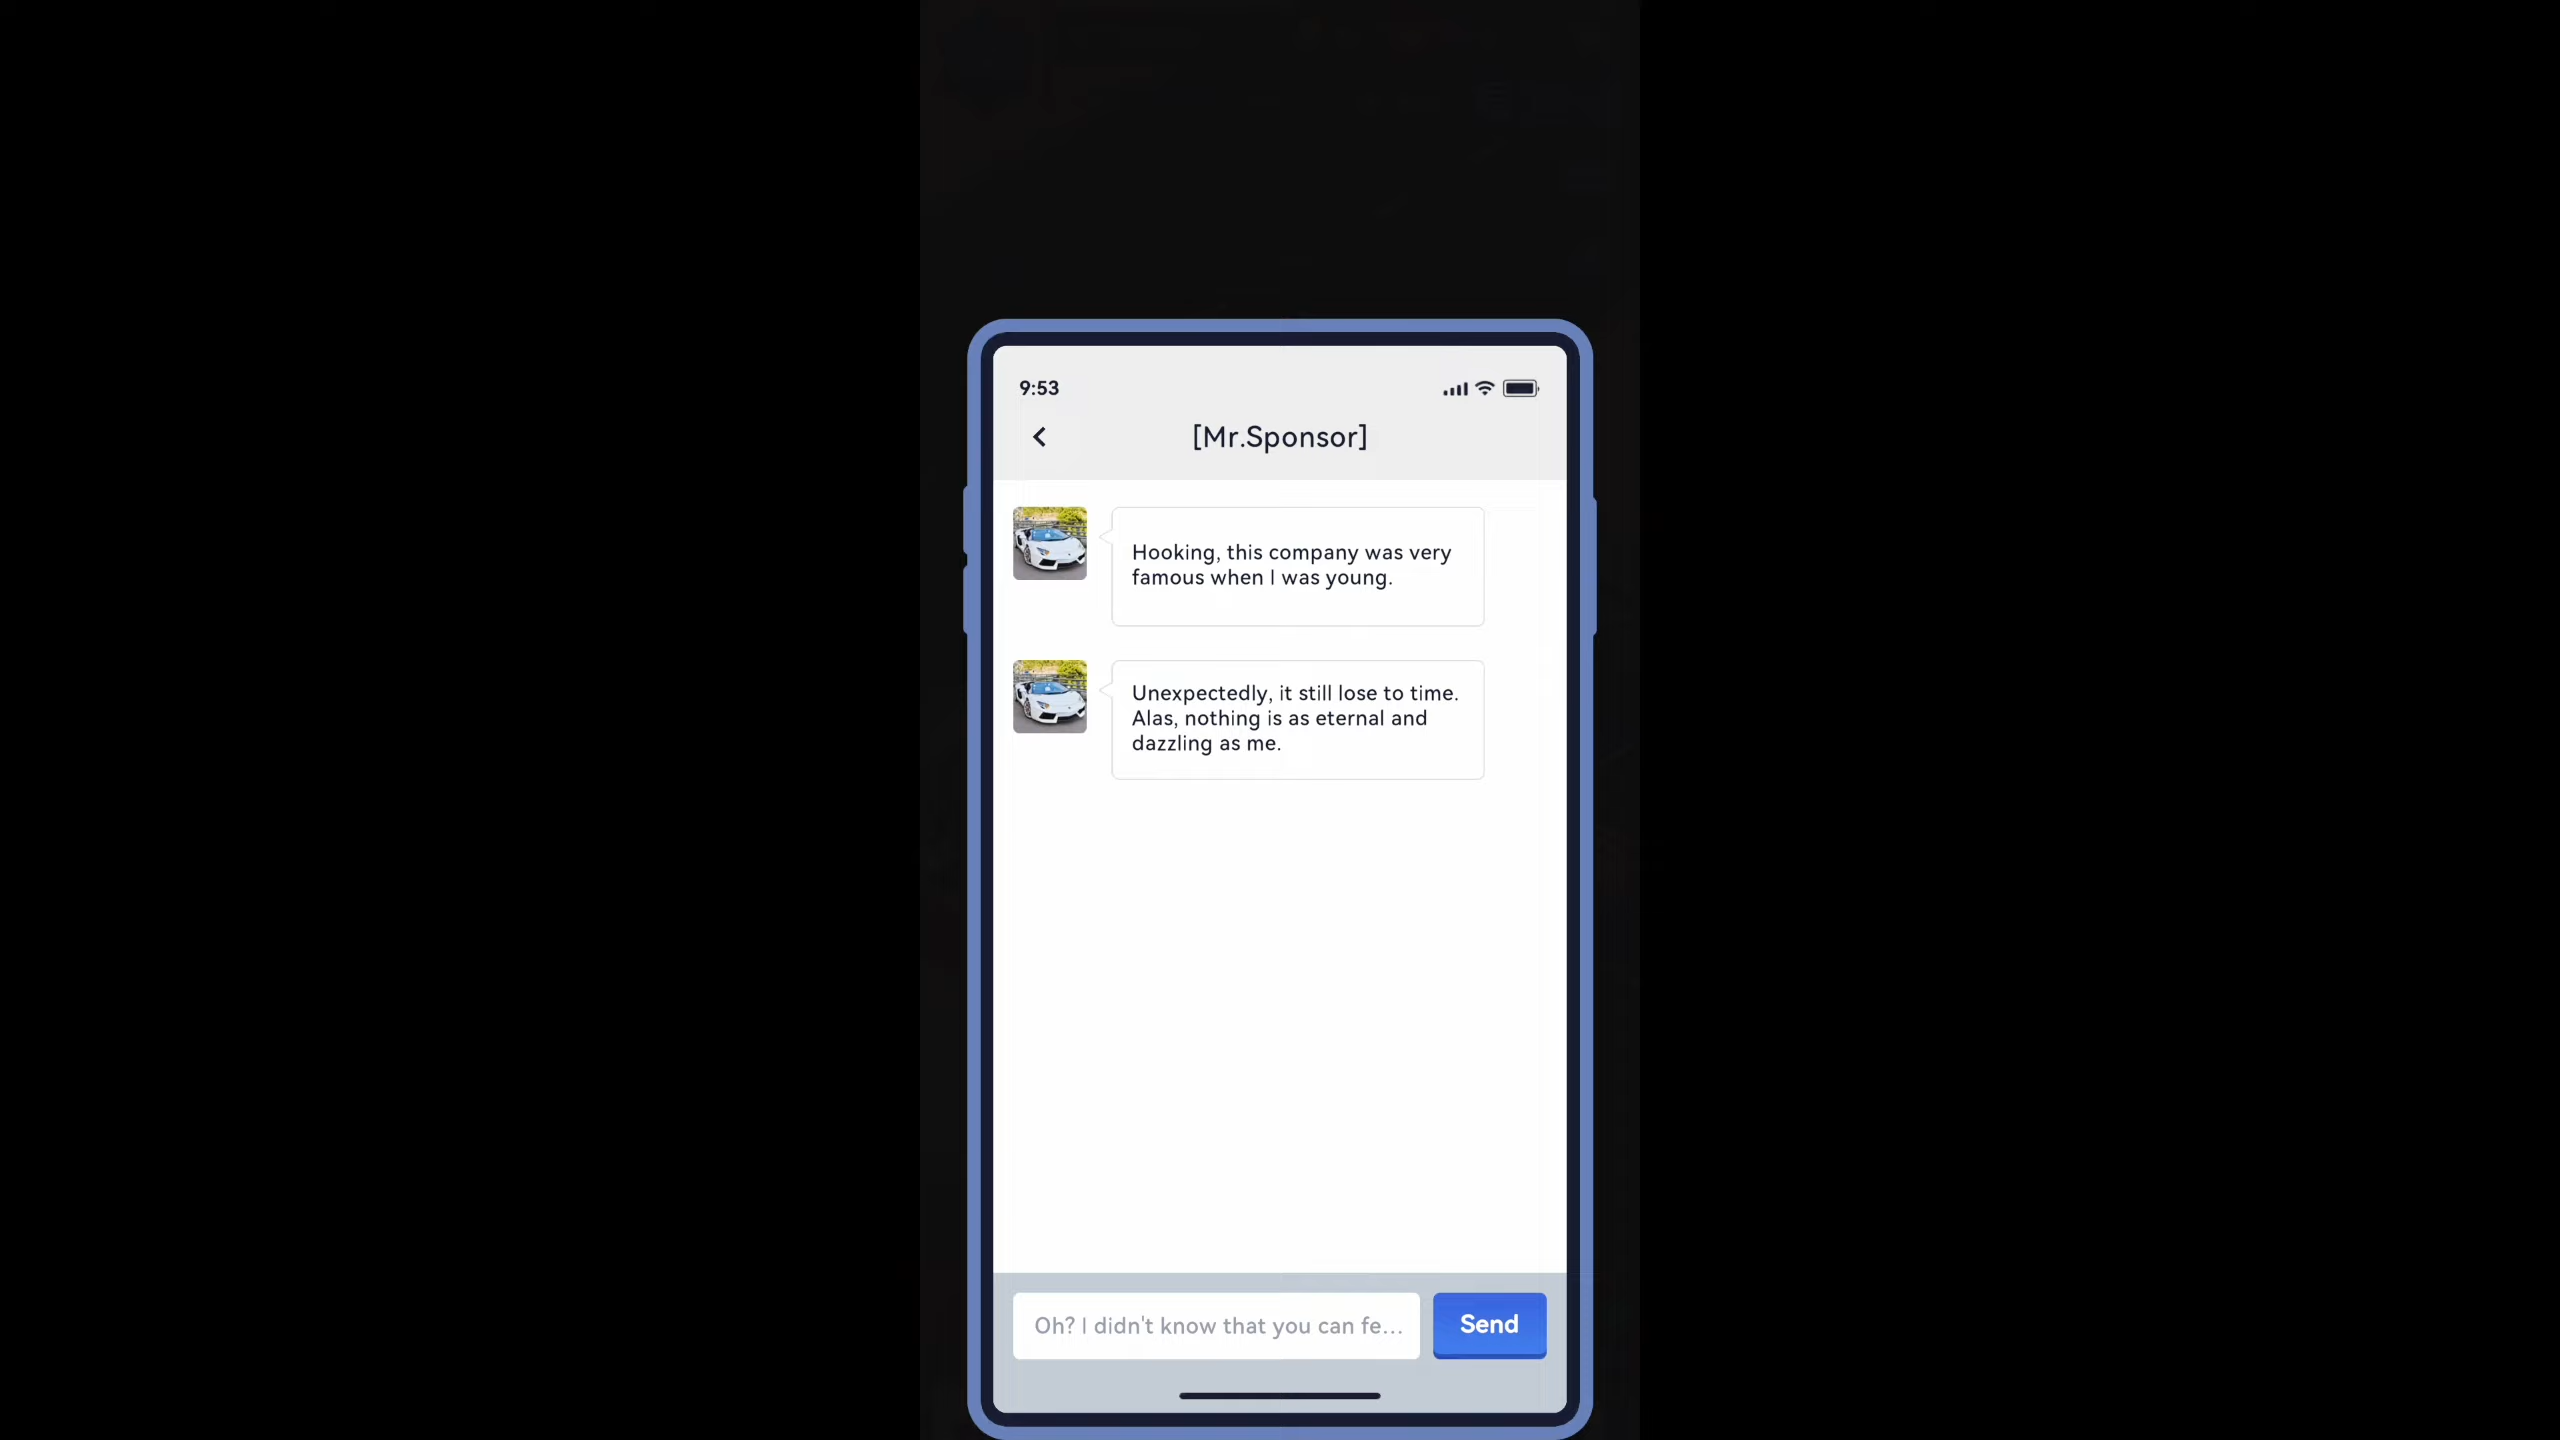 9:53
[Mr.Sponsor]
Hooking, this company was very
famous when I was young.
Unexpectedly, it still lose to time.
Alas, nothing is as eternal and
dazzling as me.
Oh? I didn't know that you can fe...
Send